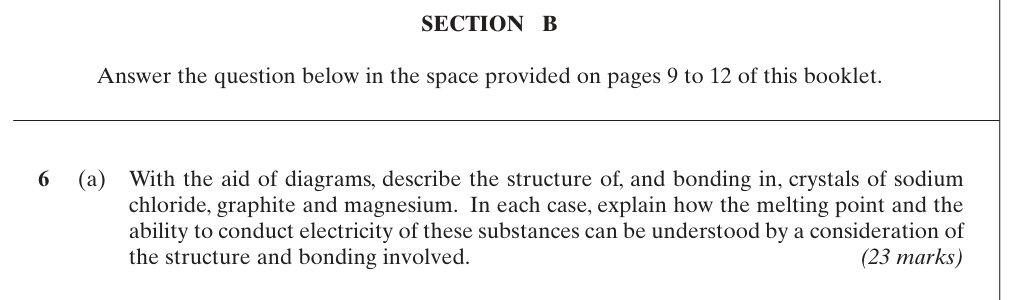 SECTION B
Answer the question below in the space provided on pages 9 to 12 of this booklet.
6 (a) With the aid of diagrams, describe the structure of, and bonding in, crystals of sodium
chloride, graphite and magnesium. In each case, explain how the melting point and the
ability to conduct electricity of these substances can be understood by a consideration of
the structure and bonding involved. (23 marks)